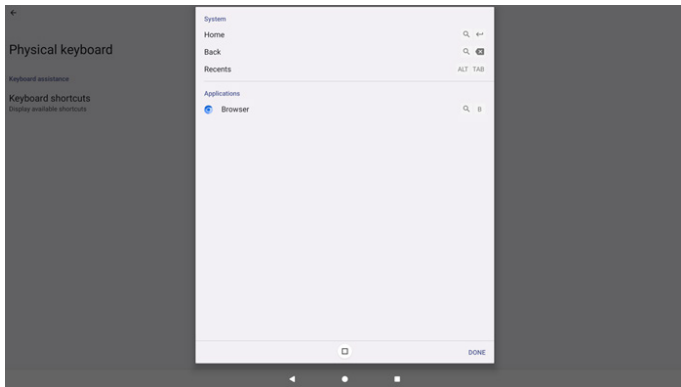 Physical keyboard
Keyboard assistance
Keyboard shortcuts
Display available shortcuts
System
Home
Back
Recents ALT TAB
Applications
Browser B
DONE